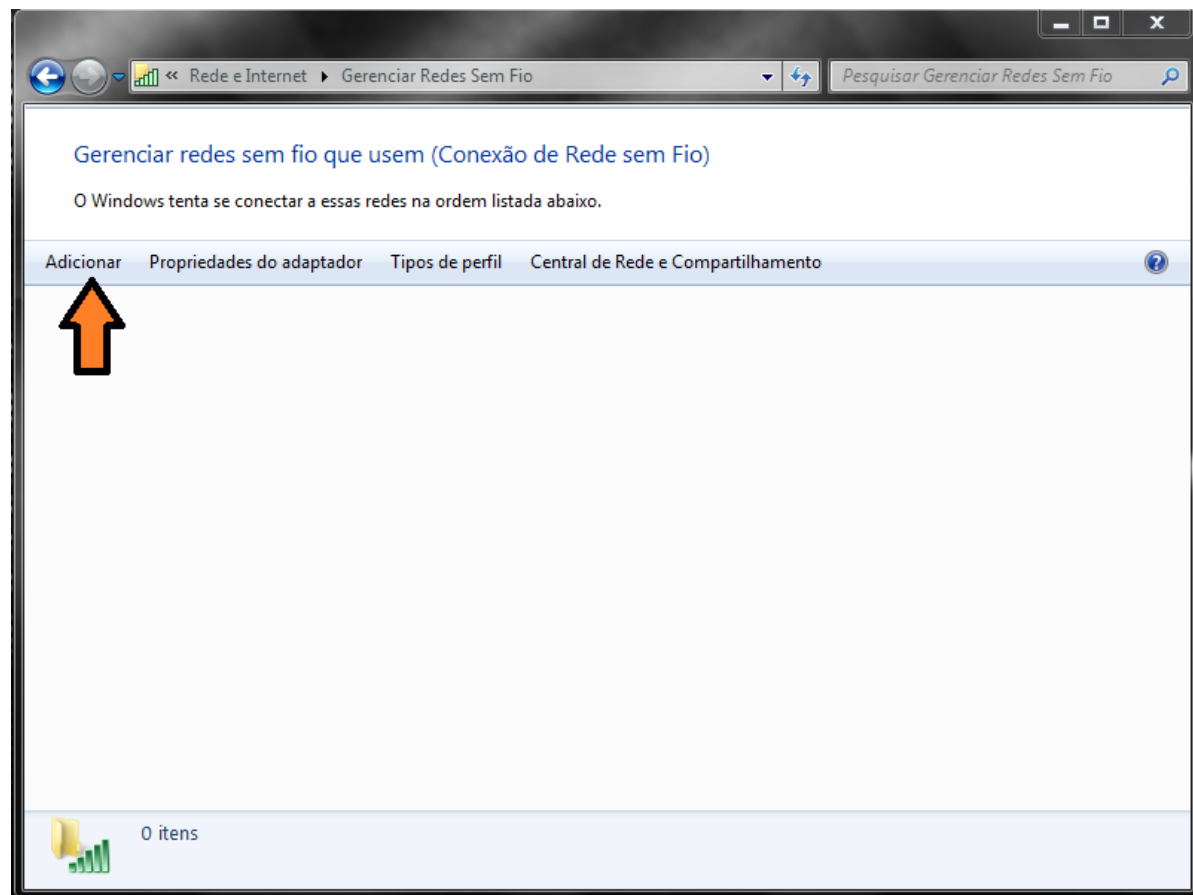 « Rede e Internet ▸ Gerenciar Redes Sem Fio
Pesquisar Gerenciar Redes Sem Fio
Gerenciar redes sem fio que usem (Conexão de Rede sem Fio)
O Windows tenta se conectar a essas redes na ordem listada abaixo.
Adicionar Propriedades do adaptador Tipos de perfil Central de Rede e Compartilhamento
0 itens